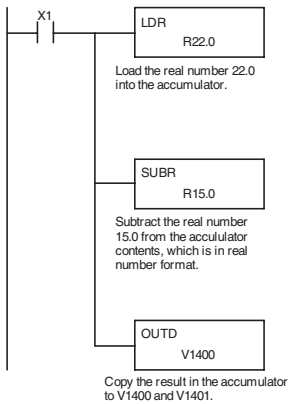 X1
LDR
R22.0
Load the real number 22.0
into the accumulator.
SUBR
R15.0
Subtract the real number
15.0 from the accululator
contents, which is in real
number format.
OUTD
V1400
Copy the result in the accumulator
to V1400 and V1401.